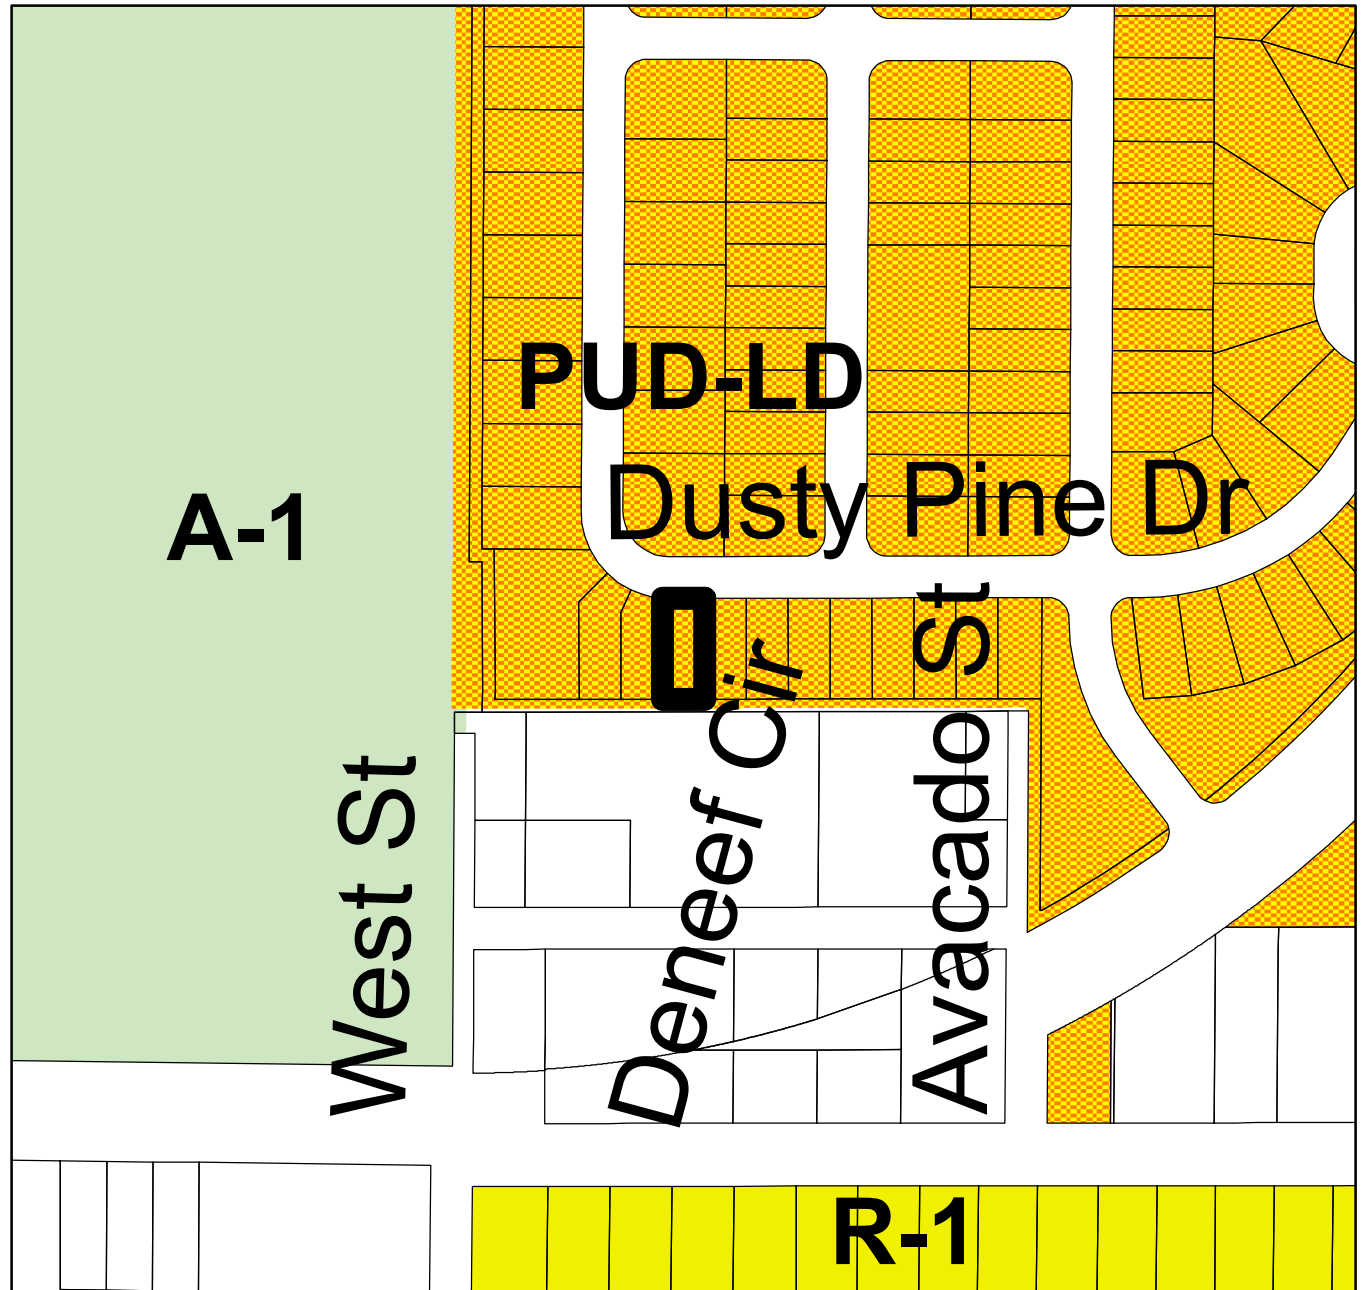 PUD-LD
Dusty Pine Dr
A-1
West St
Deneef Cir
Avacado St
R-1